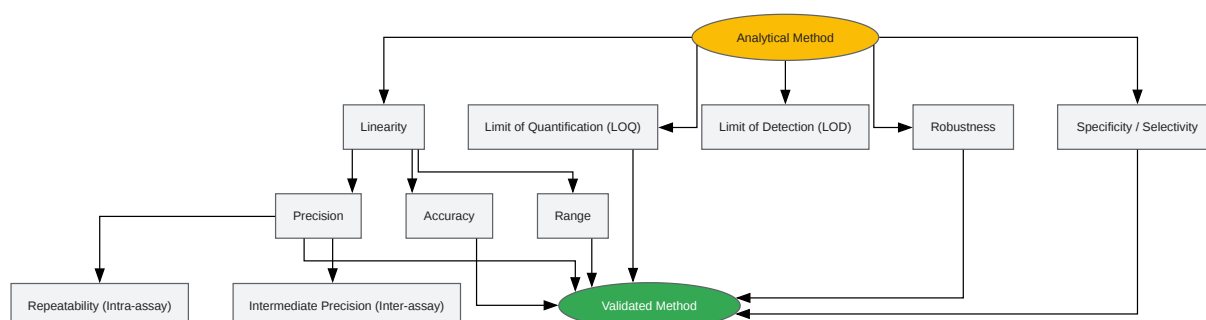 Analytical Method
Linearity
Limit of Quantification (LOQ)
Limit of Detection (LOD)
Robustness
Specificity / Selectivity
Precision
Accuracy
Range
Repeatability (Intra-assay)
Intermediate Precision (Inter-assay)
Validated Method